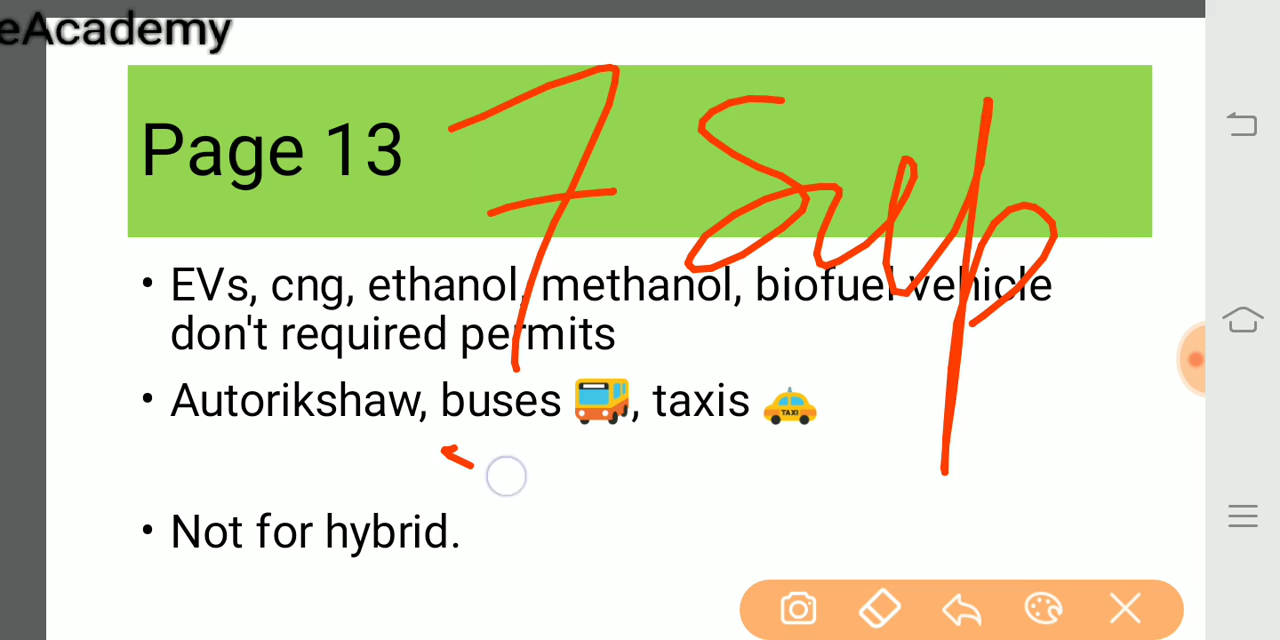 eAcademy
Page 13 7 Sep
• EVs, cng, ethanol, methanol, biofuel vehicle
don't required permits
• Autorikshaw, buses 🚌, taxis 🚕
TAXI
• Not for hybrid.